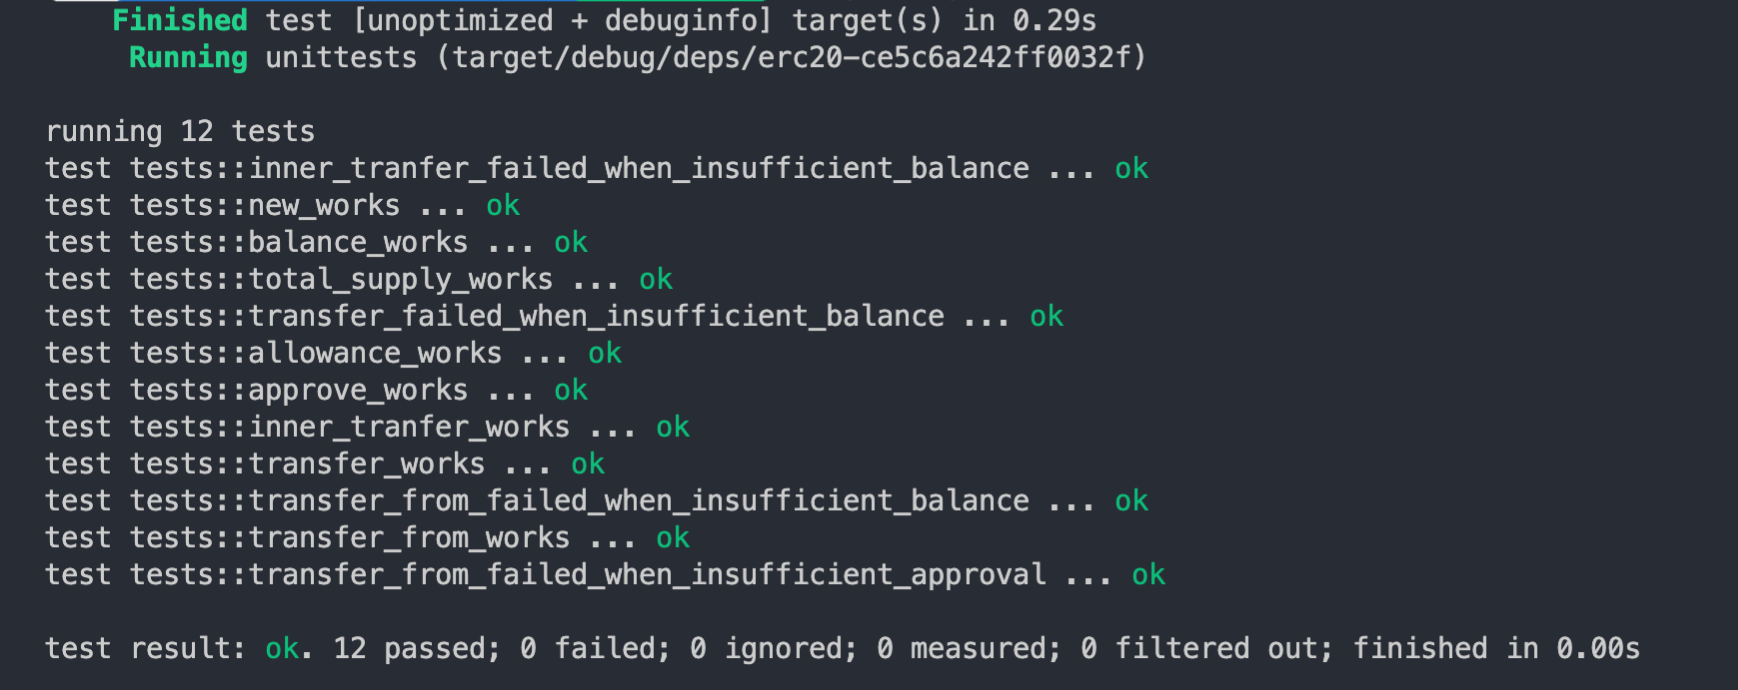 Finished test [unoptimized + debuginfo] target(s) in 0.29s
Running unittests (target/debug/deps/erc20-ce5c6a242ff0032f)
running 12 tests
test tests::inner_tranfer_failed_when_insufficient_balance ... ok
test tests::new_works ... ok
test tests::balance_works ... ok
test tests::total_supply_works ... ok
test tests::transfer_failed_when_insufficient_balance ... ok
test tests::allowance_works ... ok
test tests::approve_works ... ok
test tests::inner_tranfer_works ... ok
test tests::transfer_works ... ok
test tests::transfer_from_failed_when_insufficient_balance ... ok
test tests::transfer_from_works ... ok
test tests::transfer_from_failed_when_insufficient_approval ... ok
test result: ok. 12 passed; 0 failed; 0 ignored; 0 measured; 0 filtered out; finished in 0.00s